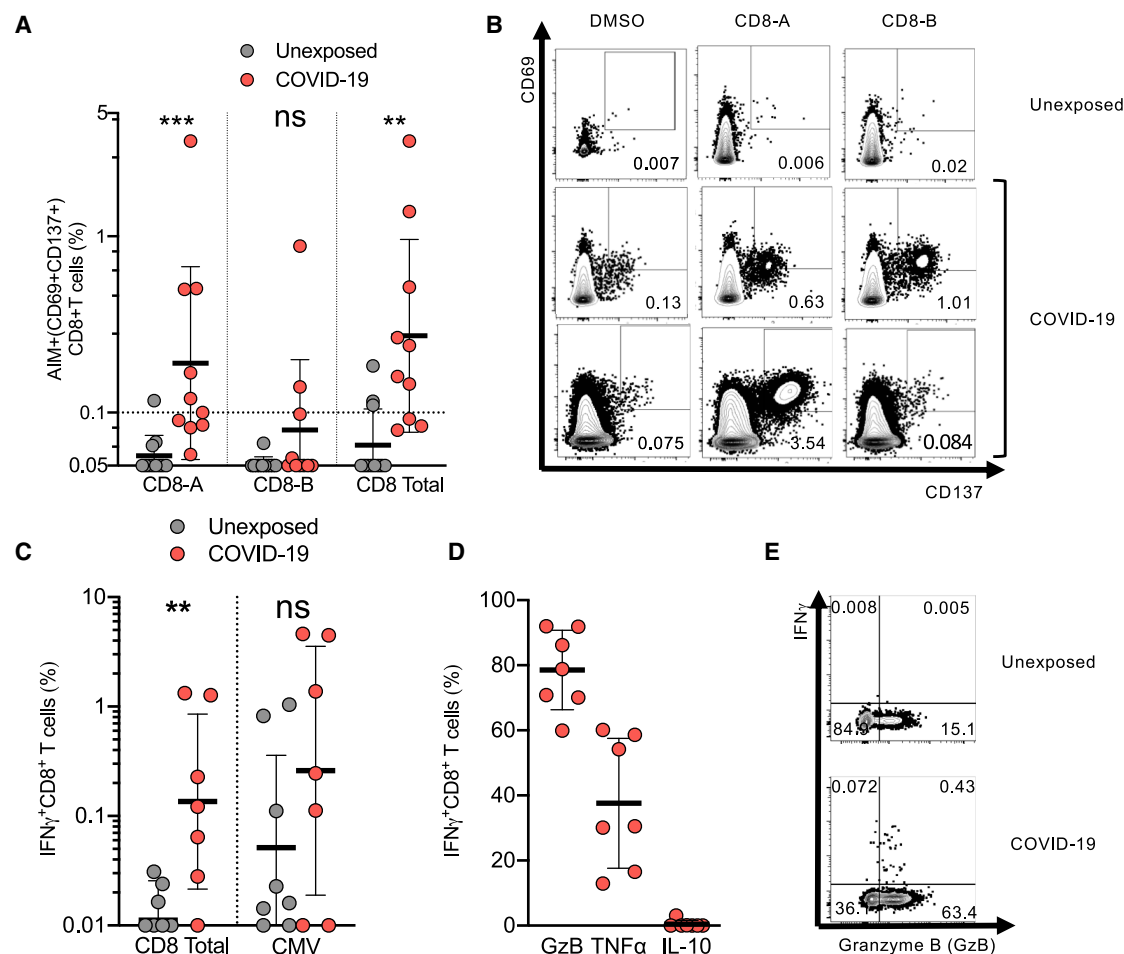 A
Unexposed
COVID-19
AIM+(CD69+CD137+)
CD8+T cells (%)
5
1
0.3
0.1
0.05
***
ns
**
CD8-A
CD8-B
CD8 Total
B
DMSO
CD8-A
CD8-B
CD69
0.007
0.006
0.02
Unexposed
0.13
0.63
1.01
COVID-19
0.075
3.54
0.084
CD137
C
Unexposed
COVID-19
IFNγ+CD8+ T cells (%)
10
1
0.1
0.01
**
ns
CD8 Total
CMV
D
IFNγ+CD8+ T cells (%)
100
80
60
40
20
0
GzB
TNFα
IL-10
E
IFNγ
0.008
0.005
Unexposed
84.9
15.1
0.072
0.43
COVID-19
63.4
Granzyme B (GzB)